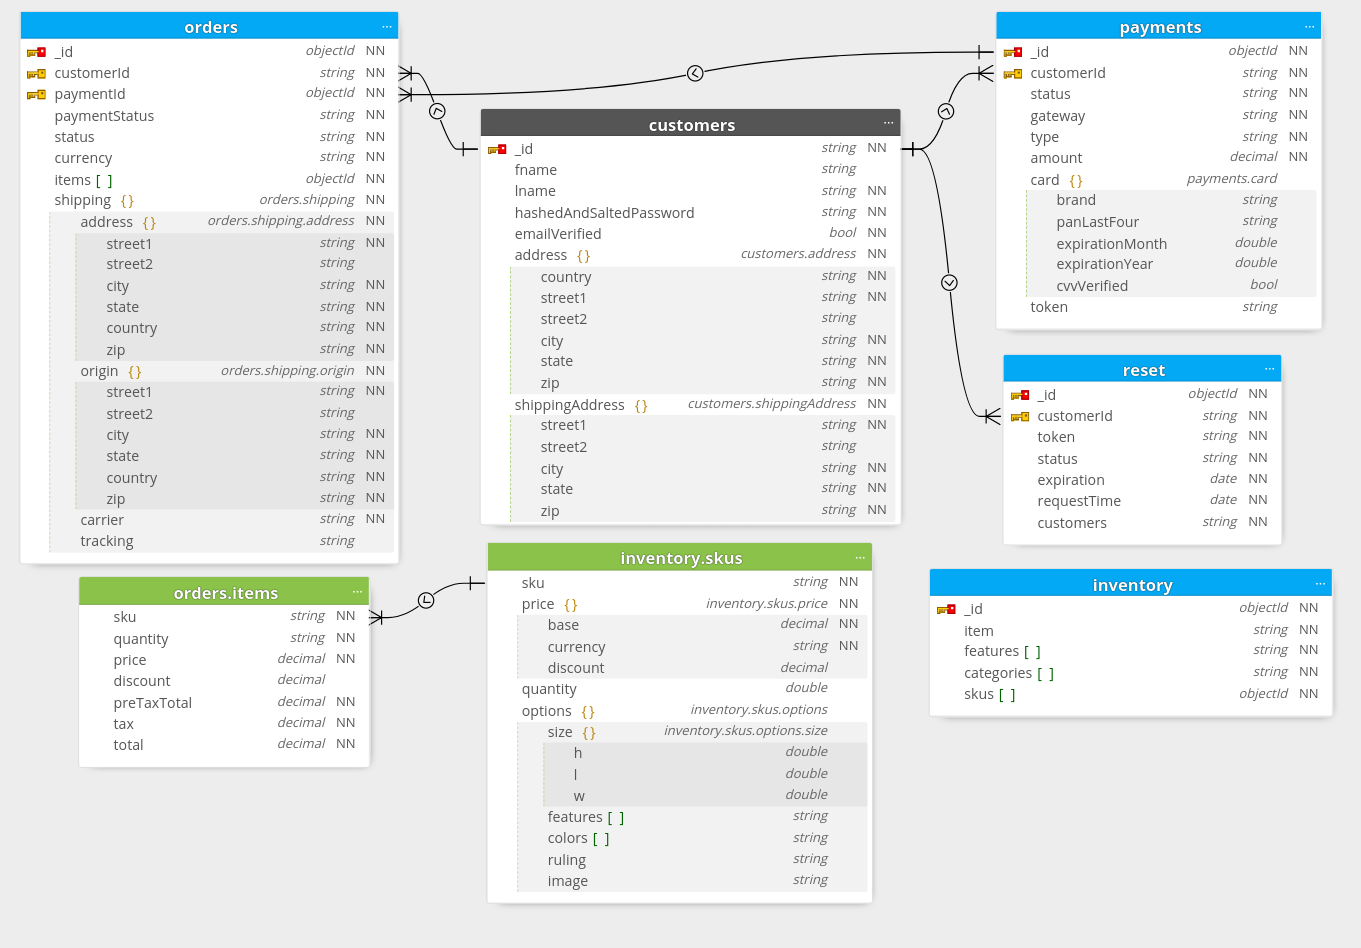 orders ...
_id objectId NN
customerId string NN
paymentId objectId NN
paymentStatus string NN
status string NN
currency string NN
items [ ] objectId NN
shipping {} orders.shipping NN
address {} orders.shipping.address NN
street1 string NN
street2 string
city string NN
state string NN
country string NN
zip string NN
origin {} orders.shipping.origin NN
street1 string NN
street2 string
city string NN
state string NN
country string NN
zip string NN
carrier string NN
tracking string
customers ...
_id string NN
fname string
lname string NN
hashedAndSaltedPassword string NN
emailVerified bool NN
address {} customers.address NN
country string NN
street1 string NN
street2 string
city string NN
state string NN
zip string NN
shippingAddress {} customers.shippingAddress NN
street1 string NN
street2 string
city string NN
state string NN
zip string NN
payments ...
_id objectId NN
customerId string NN
status string NN
gateway string NN
type string NN
amount decimal NN
card {} payments.card
brand string
panLastFour string
expirationMonth double
expirationYear double
cvvVerified bool
token string
reset ...
_id objectId NN
customerId string NN
token string NN
status string NN
expiration date NN
requestTime date NN
customers string NN
orders.items ...
sku string NN
quantity string NN
price decimal NN
discount decimal
preTaxTotal decimal NN
tax decimal NN
total decimal NN
inventory.skus ...
sku string NN
price {} inventory.skus.price NN
base decimal NN
currency string NN
discount decimal
quantity double
options {} inventory.skus.options
size {} inventory.skus.options.size
h double
l double
w double
features [ ] string
colors [ ] string
ruling string
image string
inventory ...
_id objectId NN
item string NN
features [ ] string NN
categories [ ] string NN
skus [ ] objectId NN